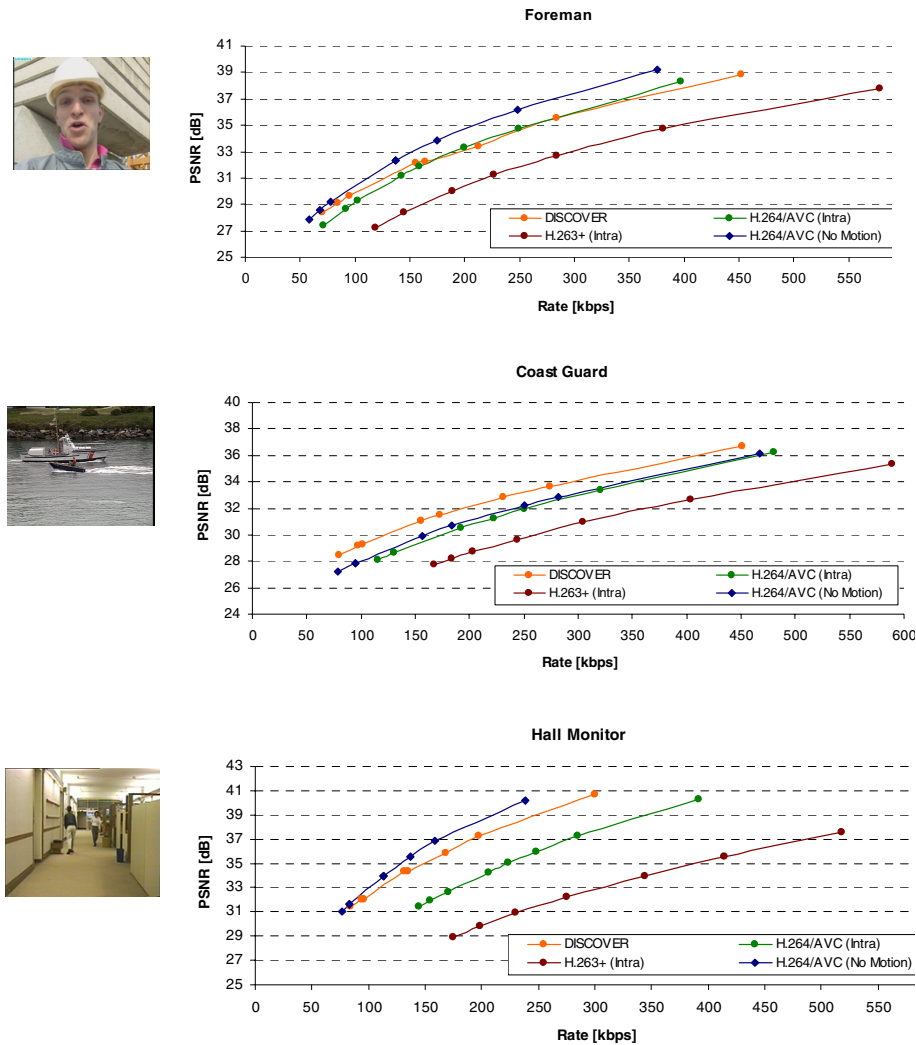 Foreman
41
39
37
35
33
31
29
27
25
PSNR [dB]
DISCOVER
H.264/AVC (Intra)
H.263+ (Intra)
H.264/AVC (No Motion)
0 50 100 150 200 250 300 350 400 450 500 550
Rate [kbps]
Coast Guard
40
38
36
34
32
30
28
26
24
PSNR [dB]
DISCOVER
H.264/AVC (Intra)
H.263+ (Intra)
H.264/AVC (No Motion)
0 50 100 150 200 250 300 350 400 450 500 550 600
Rate [kbps]
Hall Monitor
43
41
39
37
35
33
31
29
27
25
PSNR [dB]
DISCOVER
H.264/AVC (Intra)
H.263+ (Intra)
H.264/AVC (No Motion)
0 50 100 150 200 250 300 350 400 450 500 550
Rate [kbps]